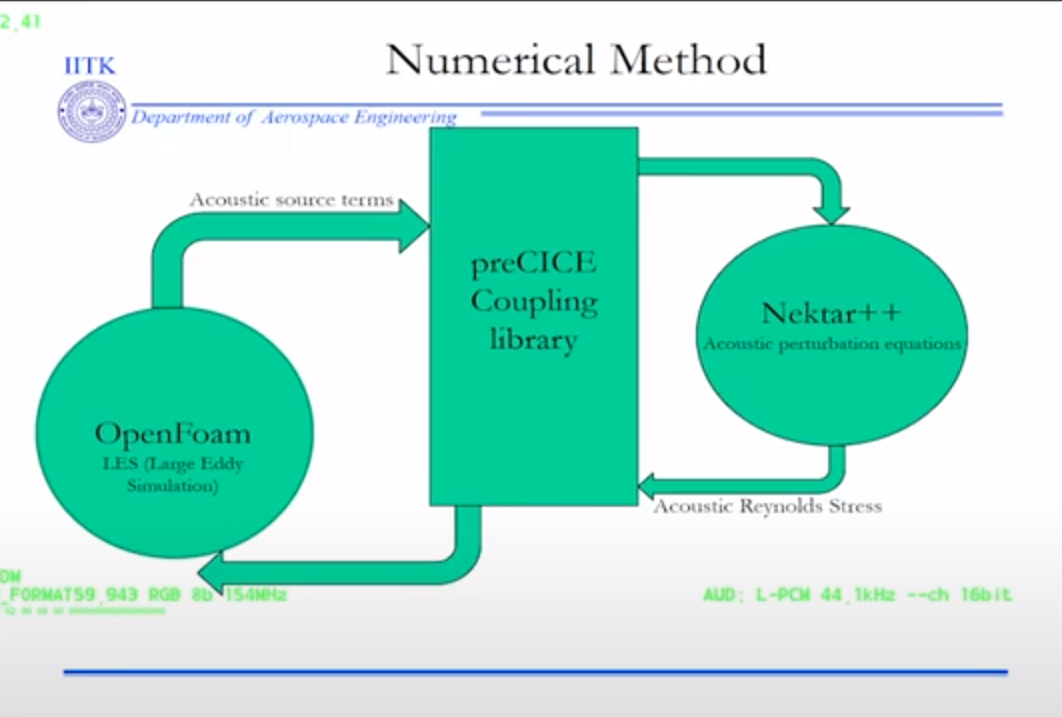 2.41
Numerical Method
IITK
Department of Aerospace Engineering
Acoustic source terms
preCICE
Coupling
library
Nektar++
Acoustic perturbation equations
OpenFoam
LES (Large Eddy
Simulation)
Acoustic Reynolds Stress
DM
_FORMAT59.943 RGB 8b 154MHz
AUD: L-PCM 44.1kHz --ch 16bit